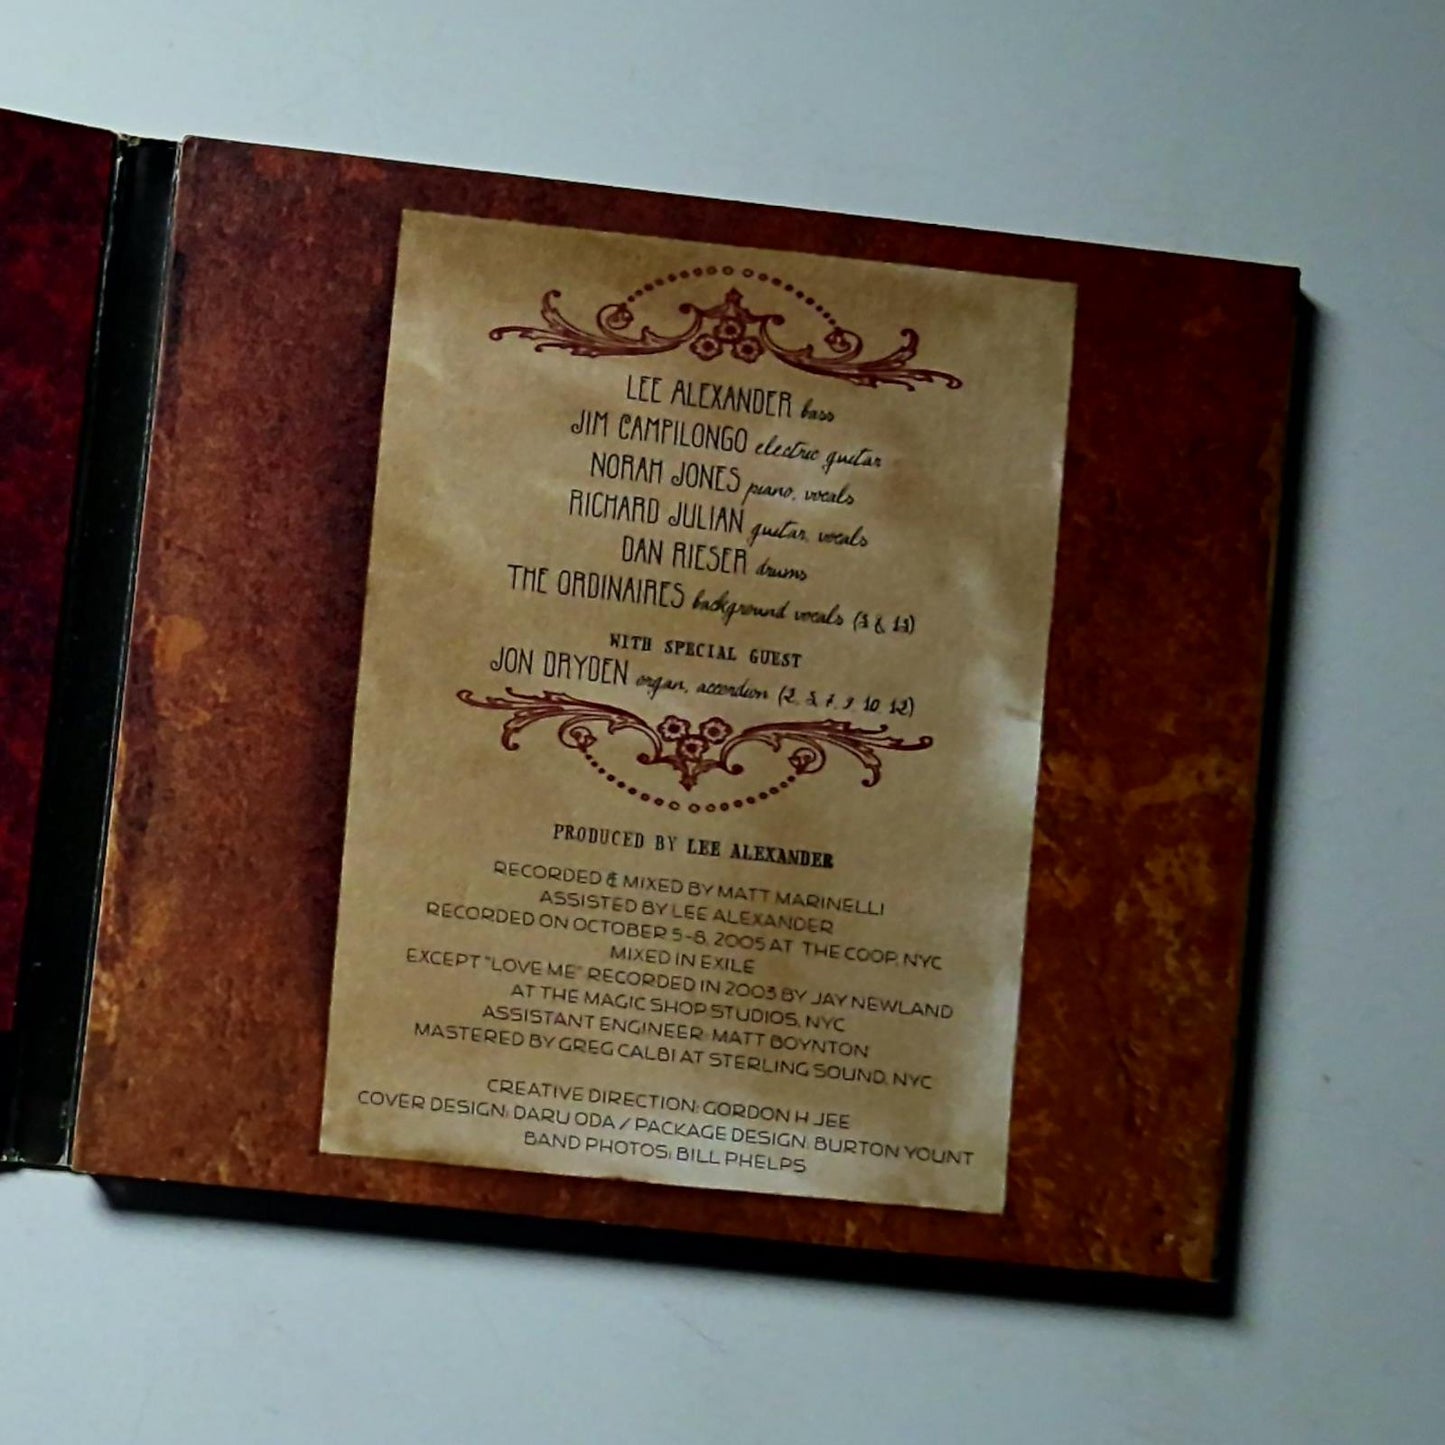 LEE ALEXANDER bass
JIM CAMPILONGO electric guitar
NORAH JONES piano, vocals
RICHARD JULIAN guitar, vocals
DAN RIESER drums
THE ORDINAIRES background vocals
WITH SPECIAL GUEST
JON DRYDEN organ, accordion
PRODUCED BY LEE ALEXANDER
RECORDED & MIXED BY MATT MARINELLI
ASSISTED BY LEE ALEXANDER
RECORDED ON OCTOBER 5-8, 2005 AT THE COOP, NYC
MIXED IN EXILE
EXCEPT "LOVE ME" RECORDED IN 2003 BY JAY NEWLAND
AT THE MAGIC SHOP STUDIOS, NYC
ASSISTANT ENGINEER: MATT BOYNTON
MASTERED BY GREG CALBI AT STERLING SOUND, NYC
CREATIVE DIRECTION: GORDON H JEE
COVER DESIGN: DARU ODA / PACKAGE DESIGN: BURTON YOUNT
BAND PHOTOS: BILL PHELPS